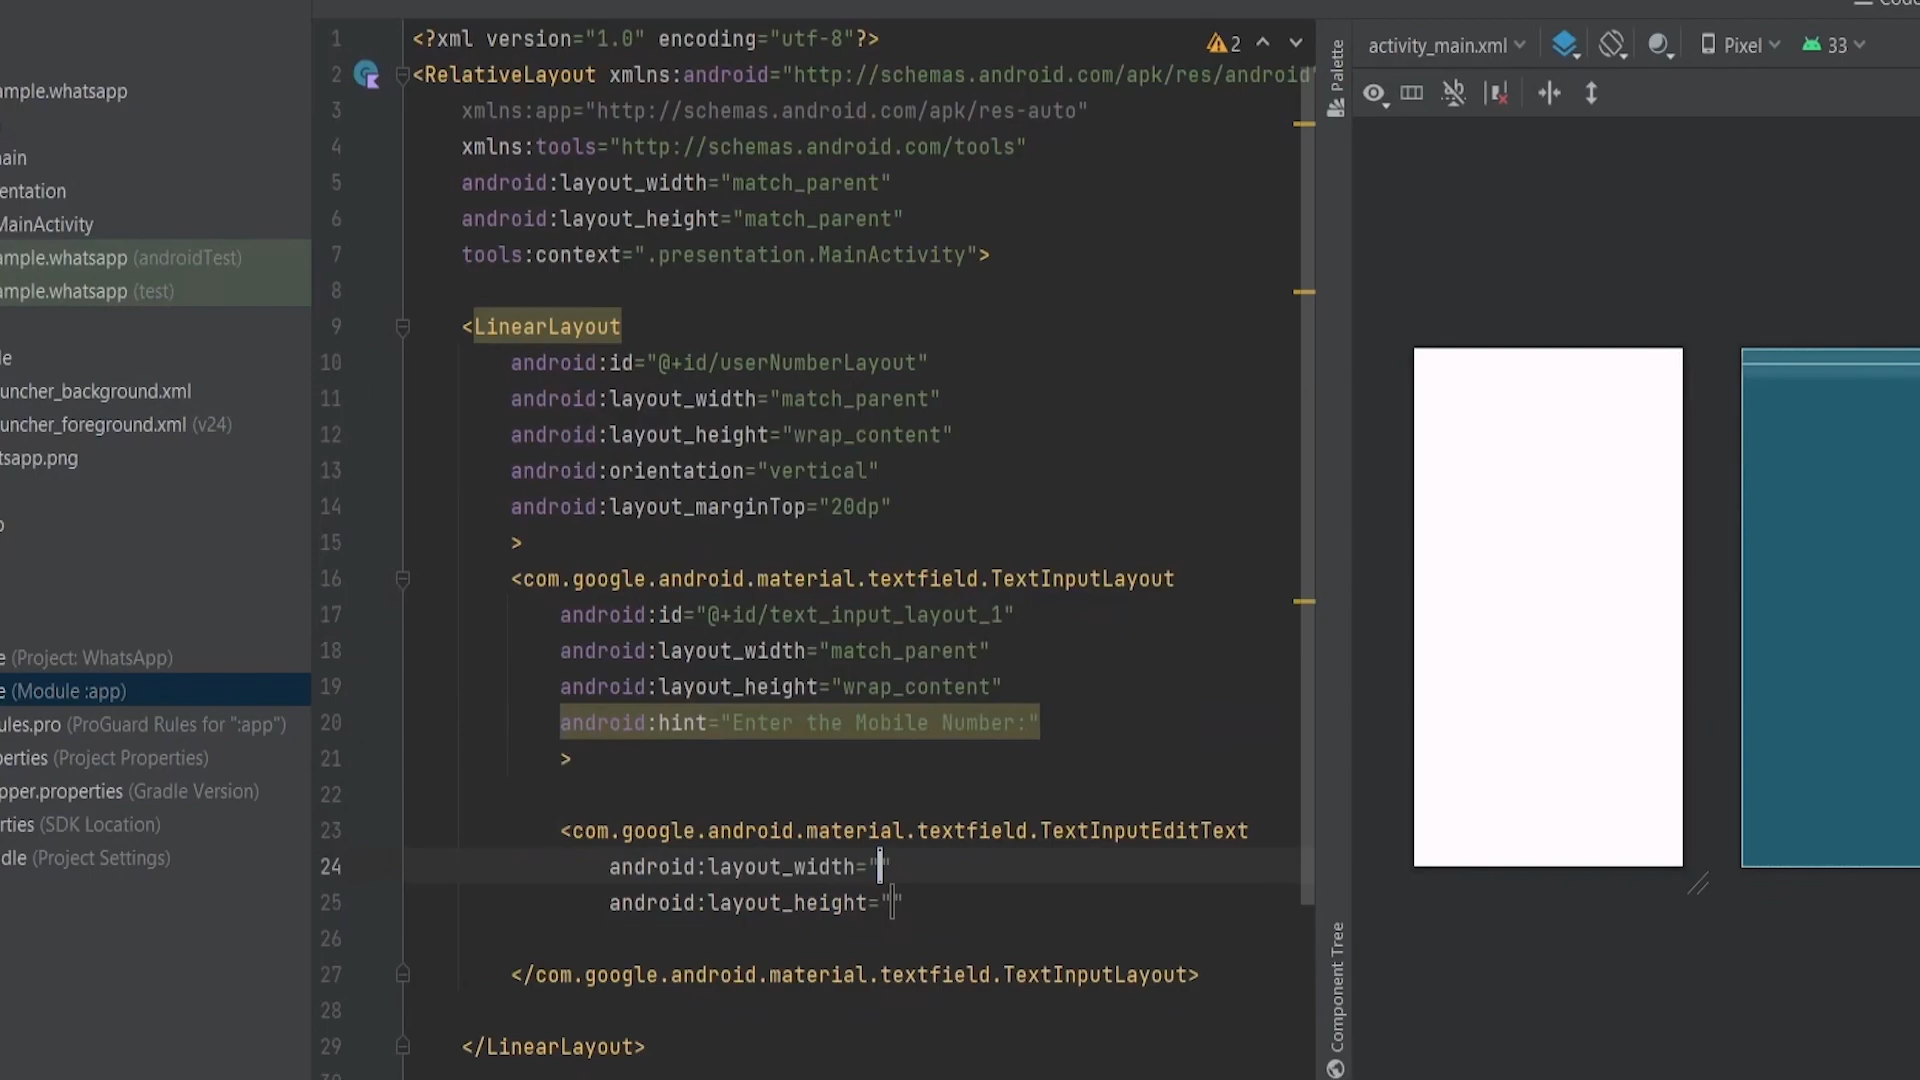 ample.whatsapp
ain
entation
MainActivity
ample.whatsapp (androidTest)
ample.whatsapp (test)
le
uncher_background.xml
uncher_foreground.xml (v24)
tsapp.png
p
e (Project: WhatsApp)
e (Module :app)
ules.pro (ProGuard Rules for ":app")
perties (Project Properties)
pper.properties (Gradle Version)
rties (SDK Location)
dle (Project Settings)
1 <?xml version="1.0" encoding="utf-8"?>
2 <RelativeLayout xmlns:android="http://schemas.android.com/apk/res/android"
3 xmlns:app="http://schemas.android.com/apk/res-auto"
4 xmlns:tools="http://schemas.android.com/tools"
5 android:layout_width="match_parent"
6 android:layout_height="match_parent"
7 tools:context=".presentation.MainActivity">
8
9 <LinearLayout
10 android:id="@+id/userNumberLayout"
11 android:layout_width="match_parent"
12 android:layout_height="wrap_content"
13 android:orientation="vertical"
14 android:layout_marginTop="20dp"
15 >
16 <com.google.android.material.textfield.TextInputLayout
17 android:id="@+id/text_input_layout_1"
18 android:layout_width="match_parent"
19 android:layout_height="wrap_content"
20 android:hint="Enter the Mobile Number:"
21 >
22
23 <com.google.android.material.textfield.TextInputEditText
24 android:layout_width=""
25 android:layout_height=""
26
27 </com.google.android.material.textfield.TextInputLayout>
28
29 </LinearLayout>
2
Palette
Component Tree
activity_main.xml
Pixel
33